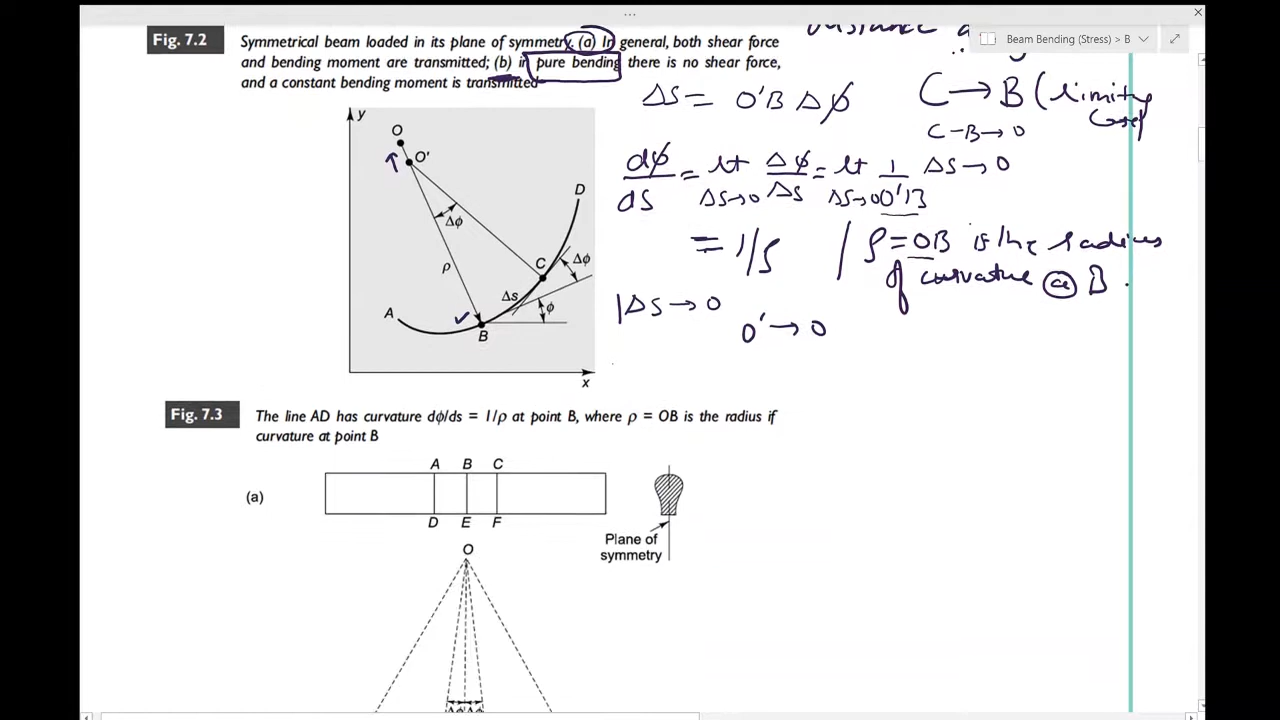 Fig. 7.2
Symmetrical beam loaded in its plane of symmetry. (a) In general, both shear force
and bending moment are transmitted; (b) in pure bending there is no shear force,
and a constant bending moment is transmitted
Beam Bending (Stress) > B
ΔS = O'B Δϕ
C → B (limiting
Case)
C-B → 0
dϕ/ds = lt ΔS→0 Δϕ/ΔS = lt ΔS→0 1/O'B ΔS → 0
= 1/ρ / ρ = OB is the radius
of curvature @ B.
|ΔS → 0
O' → O
y
O
O'
D
Δϕ
C
Δϕ
ρ
Δs
ϕ
A
B
x
Fig. 7.3
The line AD has curvature dϕ/ds = 1/ρ at point B, where ρ = OB is the radius if
curvature at point B
A B C
(a)
D E F
Plane of
symmetry
O